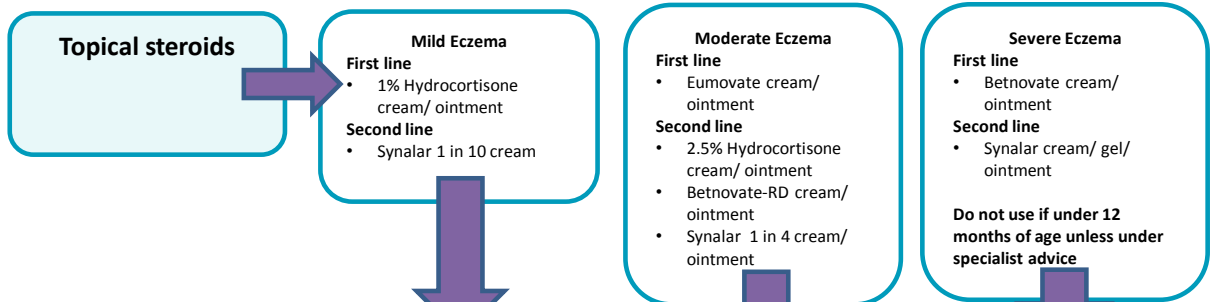 Topical steroids
Mild Eczema
First line
• 1% Hydrocortisone
cream/ ointment
Second line
• Synalar 1 in 10 cream
Moderate Eczema
First line
• Eumovate cream/
ointment
Second line
• 2.5% Hydrocortisone
cream/ ointment
• Betnovate-RD cream/
ointment
• Synalar 1 in 4 cream/
ointment
Severe Eczema
First line
• Betnovate cream/
ointment
Second line
• Synalar cream/ gel/
ointment
Do not use if under 12
months of age unless under
specialist advice